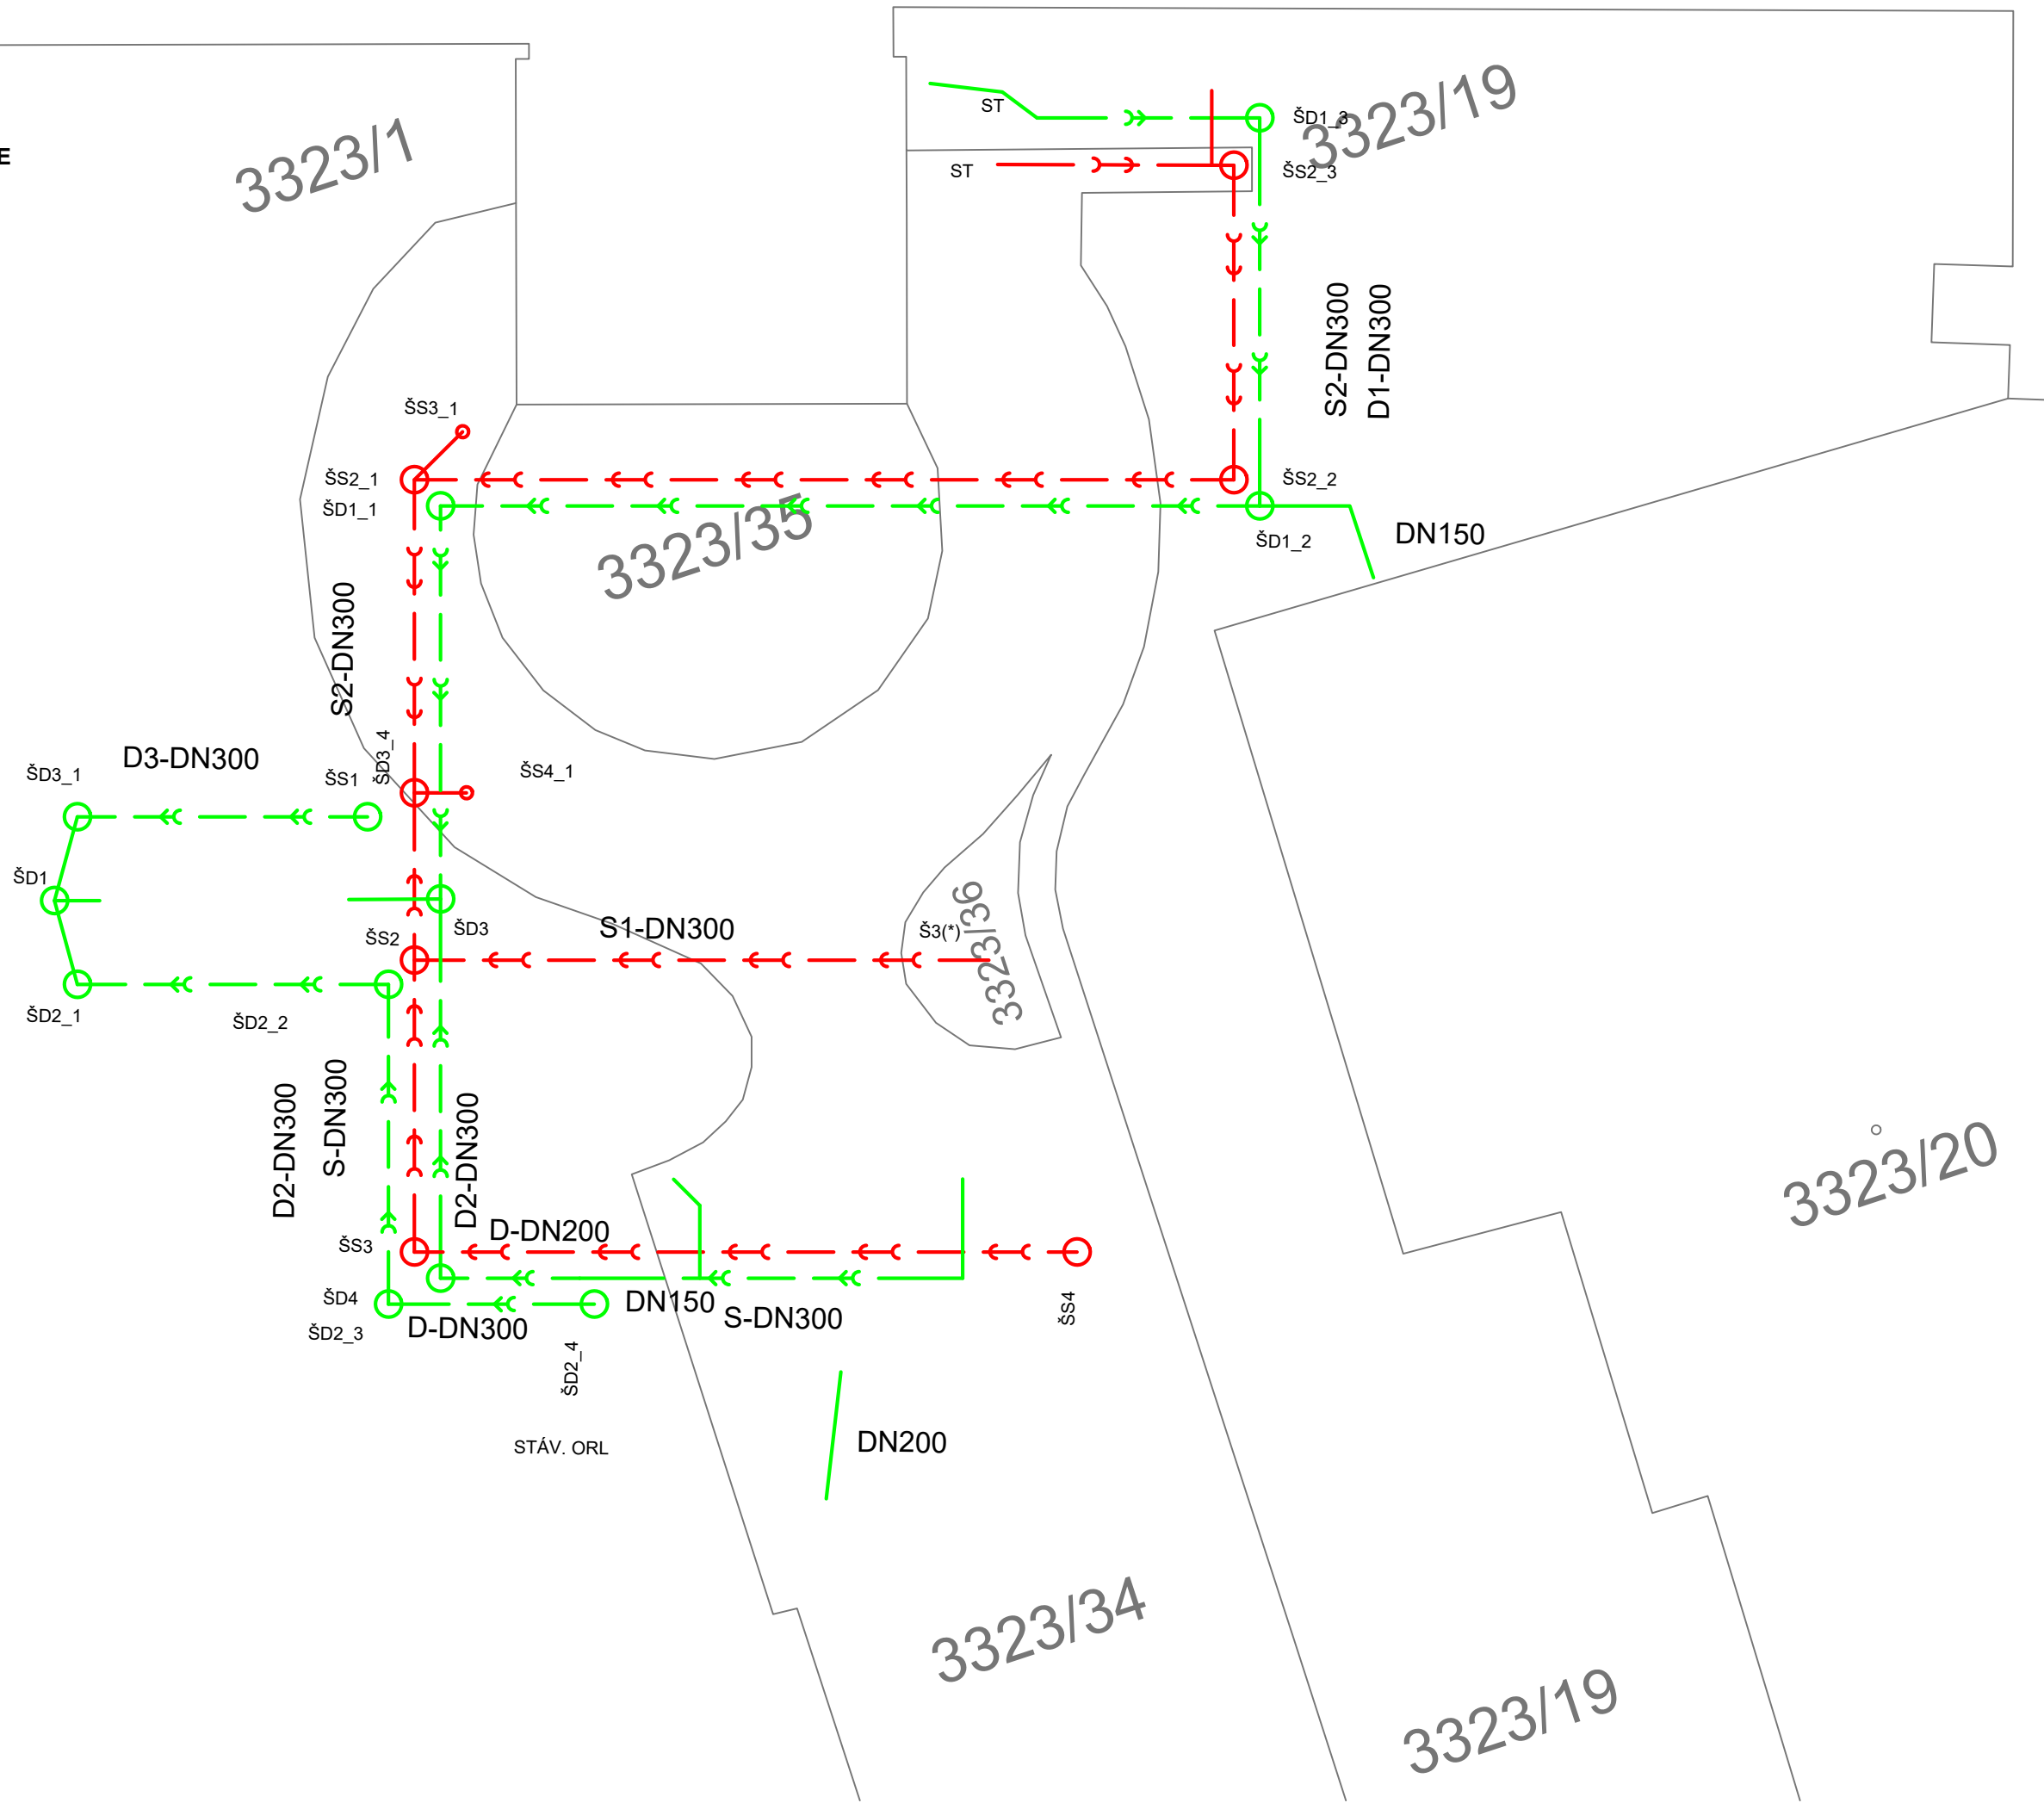 E
3323/1
3323/19
ST
ŠD1_3
ST
ŠS2_3
S2-DN300
D1-DN300
ŠS3_1
ŠS2_1
ŠS2_2
ŠD1_1
3323/35
ŠD1_2
DN150
S2-DN300
D3-DN300
ŠD3_1
ŠS1
ŠD3_4
ŠS4_1
ŠD1
ŠS2
ŠD3
S1-DN300
Š3(*)
3323/36
ŠD2_1
ŠD2_2
D2-DN300
S-DN300
D2-DN300
3323/20
ŠS3
D-DN200
ŠD4
ŠD2_3
D-DN300
DN150
S-DN300
ŠS4
ŠD2_4
STÁV. ORL
DN200
3323/34
3323/19